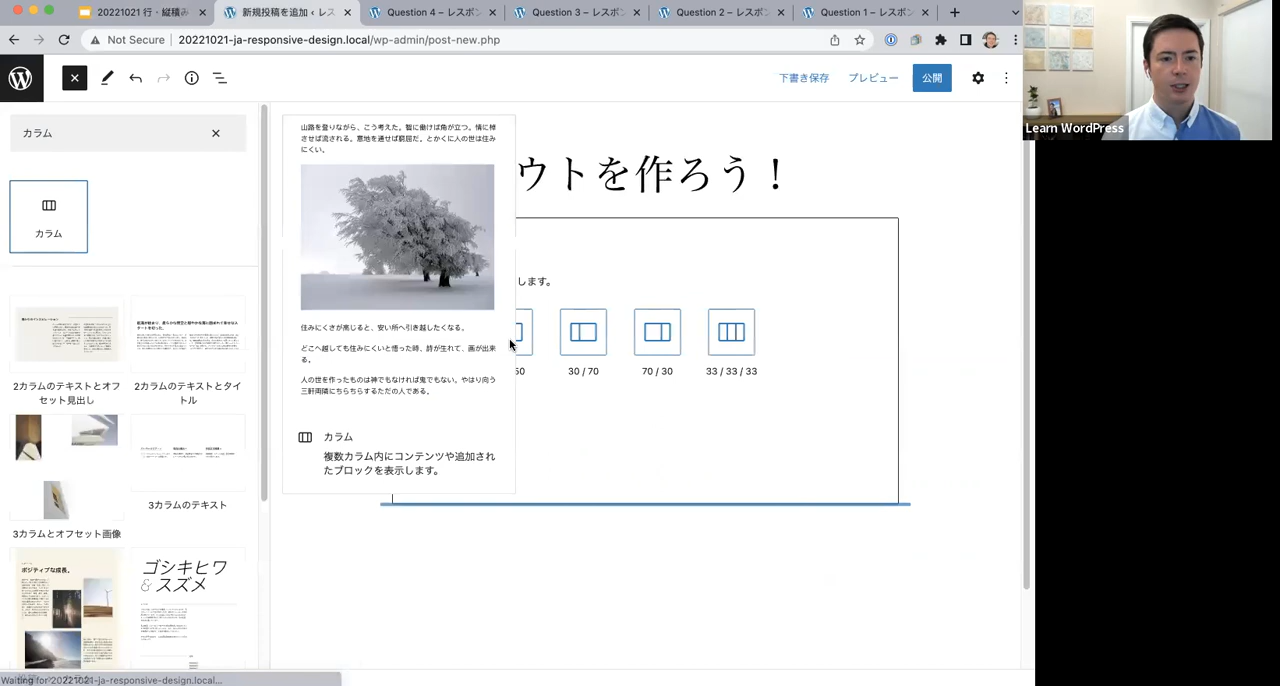 20221021 行・縦積み
新規投稿を追加 ‹ レス
Question 4 – レスポン
Question 3 – レスポン
Question 2 – レスポン
Question 1 – レスポン
Not Secure
20221021-ja-responsive-design.local/wp-admin/post-new.php
下書き保存
プレビュー
公開
Learn WordPress
カラム
カラム
2カラムのテキストとオフ
セット見出し
2カラムのテキストとタイ
トル
3カラムとオフセット画像
3カラムのテキスト
ポジティブな成長。
ゴシキヒワ
& スズメ
山路を登りながら、こう考えた。智に働けば角が立つ。情に棹
させば流される。意地を通せば窮屈だ。とかくに人の世は住み
にくい。
住みにくさが高じると、安い所へ引き越したくなる。
どこへ越しても住みにくいと悟った時、詩が生れて、画が出来
る。
人の世を作ったものは神でもなければ鬼でもない。やはり向う
三軒両隣にちらちらするただの人である。
カラム
複数カラム内にコンテンツや追加され
たブロックを表示します。
ウトを作ろう！
します。
50
30 / 70
70 / 30
33 / 33 / 33
Waiting for 20221021-ja-responsive-design.local...